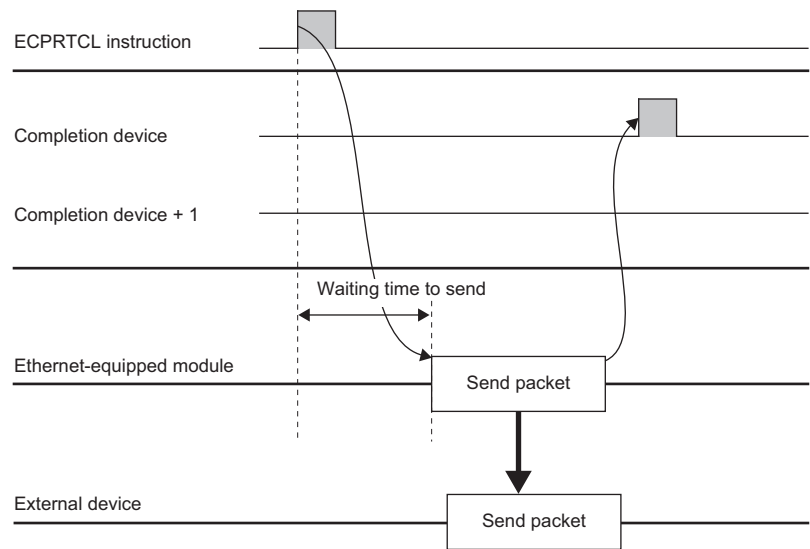 ECPRTCL instruction
Completion device
Completion device + 1
Waiting time to send
Ethernet-equipped module
Send packet
External device
Send packet